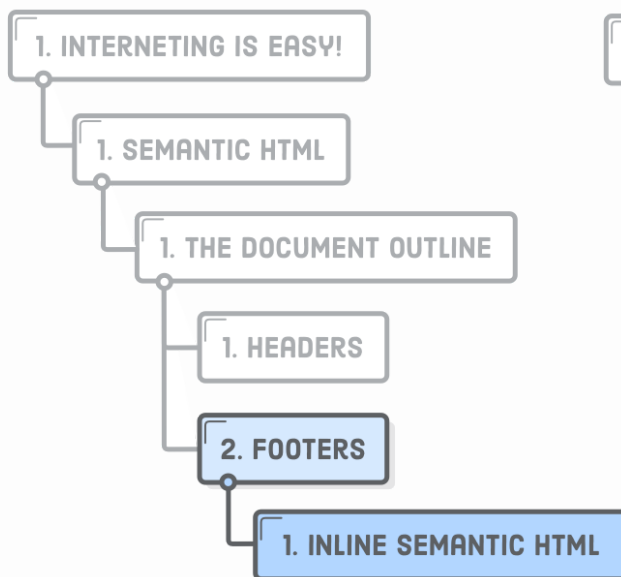 1. INTERNETING IS EASY!
1. SEMANTIC HTML
1. THE DOCUMENT OUTLINE
1. HEADERS
2. FOOTERS
1. INLINE SEMANTIC HTML